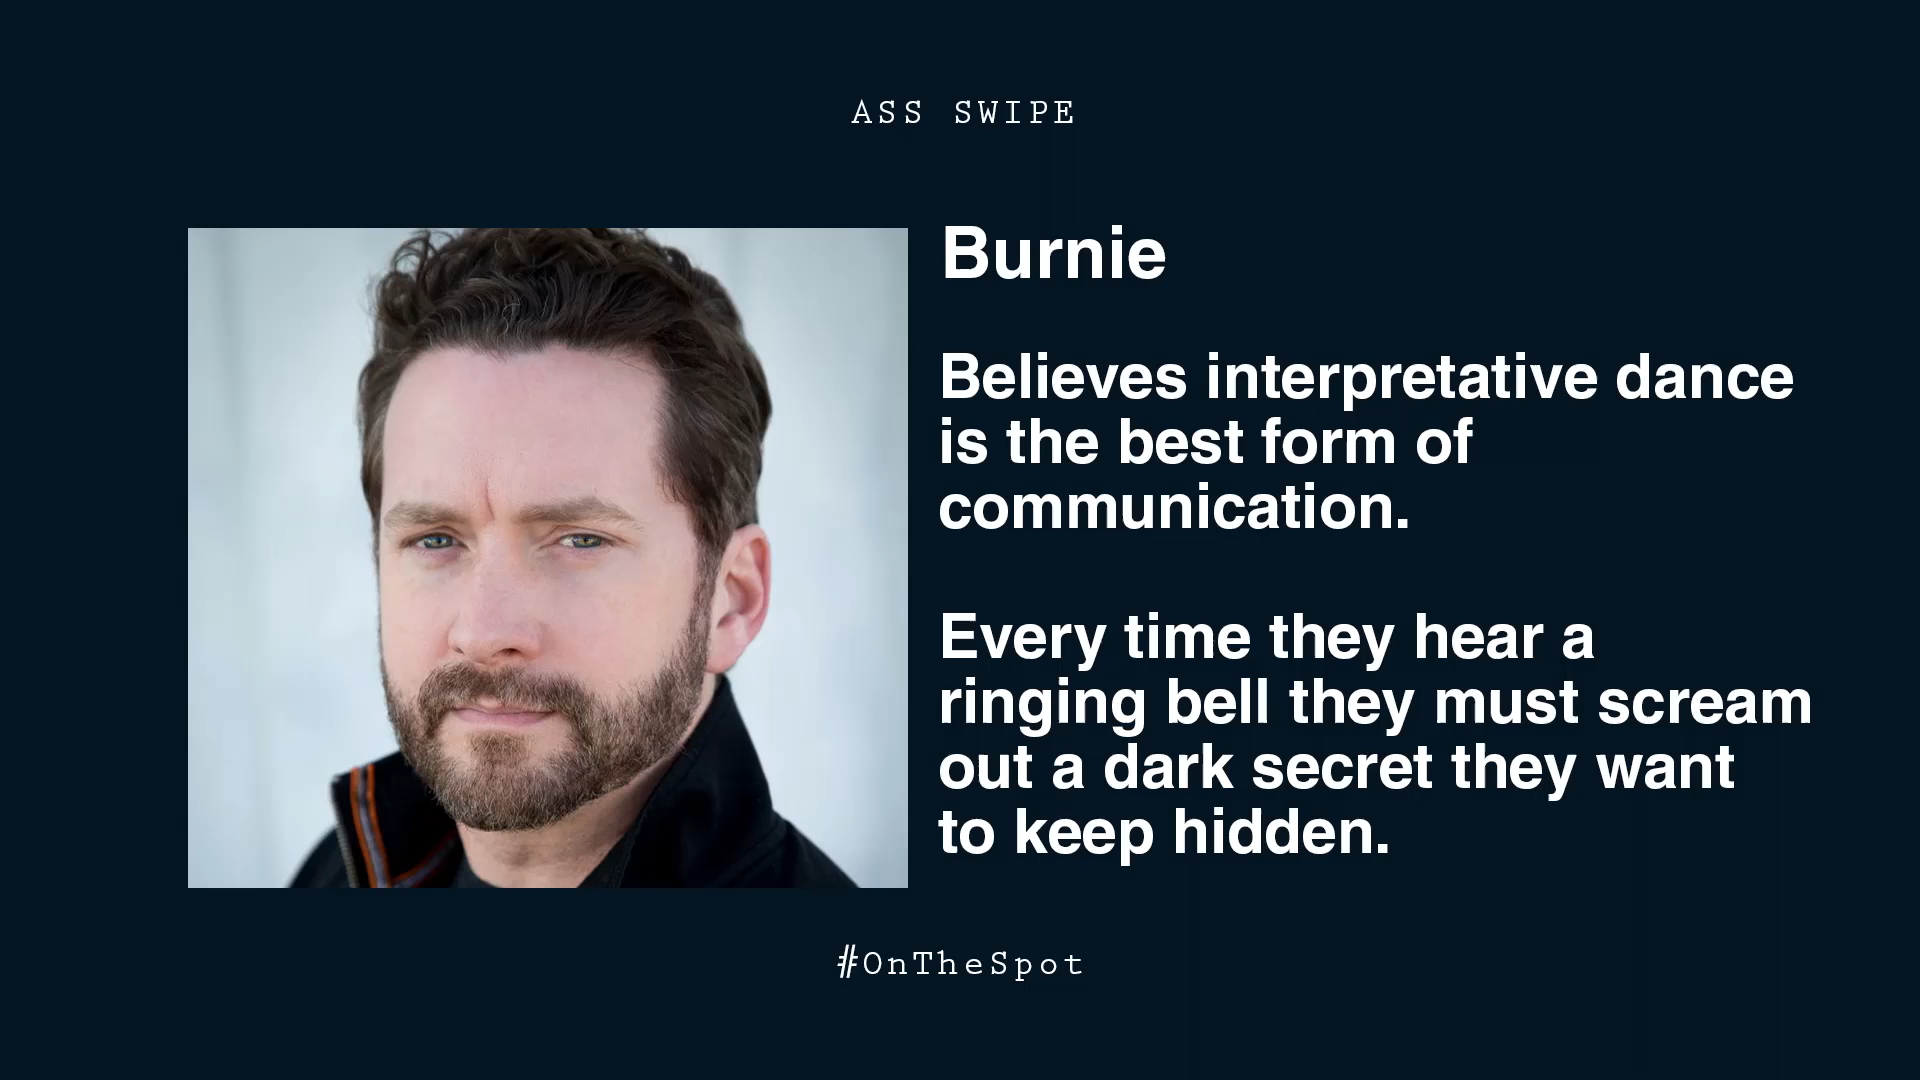 ASS SWIPE
Burnie
Believes interpretative dance
is the best form of
communication.
Every time they hear a
ringing bell they must scream
out a dark secret they want
to keep hidden.
#OnTheSpot